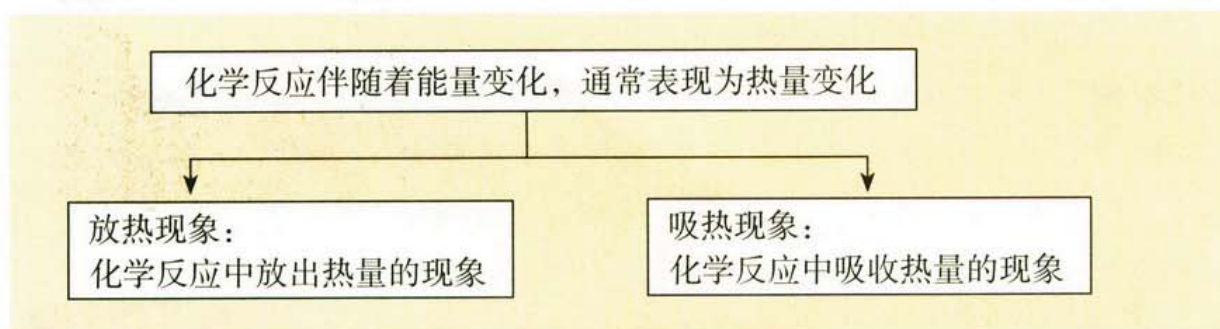 化学反应伴随着能量变化，通常表现为热量变化
放热现象：
化学反应中放出热量的现象
吸热现象：
化学反应中吸收热量的现象